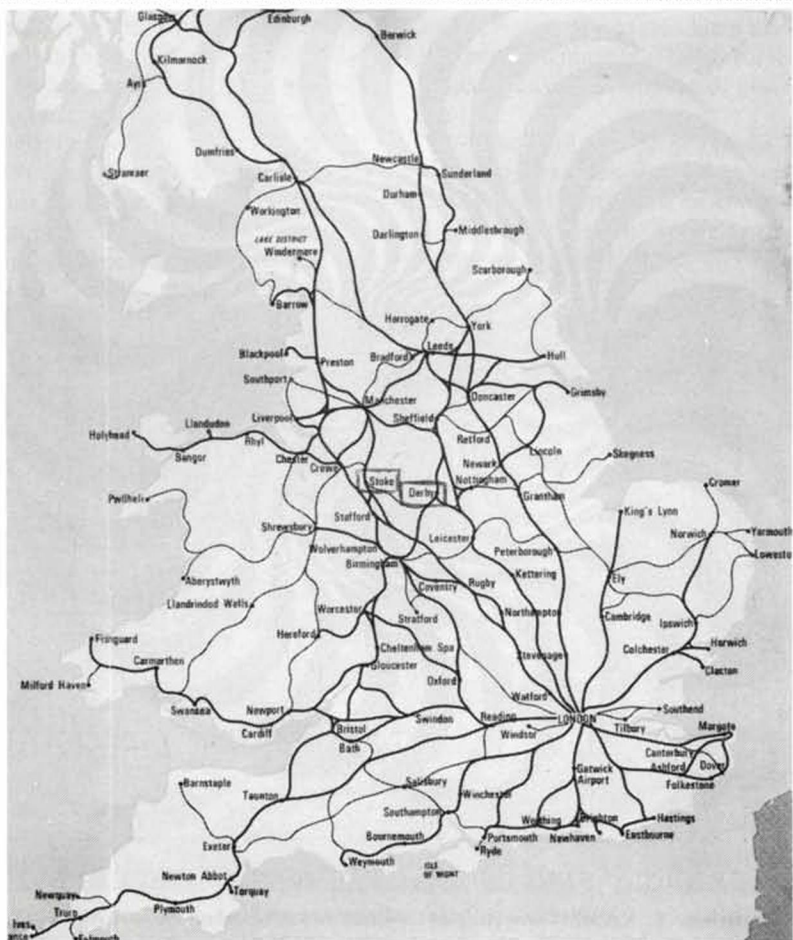 Glasgow
Edinburgh
Berwick
Kilmarnock
Ayr
Dumfries
Newcastle
Stranraer
Carlisle
Sunderland
Durham
Workington
Darlington
Middlesbrough
LAKE DISTRICT
Windermere
Scarborough
Barrow
Harrogate
York
Blackpool
Preston
Bradford
Leeds
Hull
Southport
Manchester
Doncaster
Grimsby
Liverpool
Sheffield
Holyhead
Llandudno
Rhyl
Retford
Bangor
Chester
Lincoln
Skegness
Crewe
Newark
Stoke
Nottingham
Derby
Cromer
Pwllheli
Grantham
King's Lynn
Stafford
Shrewsbury
Leicester
Norwich
Yarmouth
Wolverhampton
Peterborough
Lowesto
Birmingham
Kettering
Ely
Aberystwyth
Coventry
Rugby
Llandrindod Wells
Worcester
Stratford
Northampton
Cambridge
Ipswich
Hereford
Fishguard
Cheltenham Spa
Colchester
Harwich
Carmarthen
Gloucester
Stevenage
Clacton
Milford Haven
Oxford
Watford
Swansea
Newport
Swindon
Reading
LONDON
Southend
Cardiff
Bristol
Windsor
Tilbury
Margate
Bath
Canterbury
Barnstaple
Salisbury
Gatwick
Airport
Ashford
Dover
Taunton
Winchester
Folkestone
Southampton
Exeter
Bournemouth
Worthing
Brighton
Hastings
Portsmouth
Newhaven
Eastbourne
Weymouth
Ryde
ISLE
OF WIGHT
Newton Abbot
Torquay
Newquay
Truro
Plymouth
Ives
ance
Falmouth